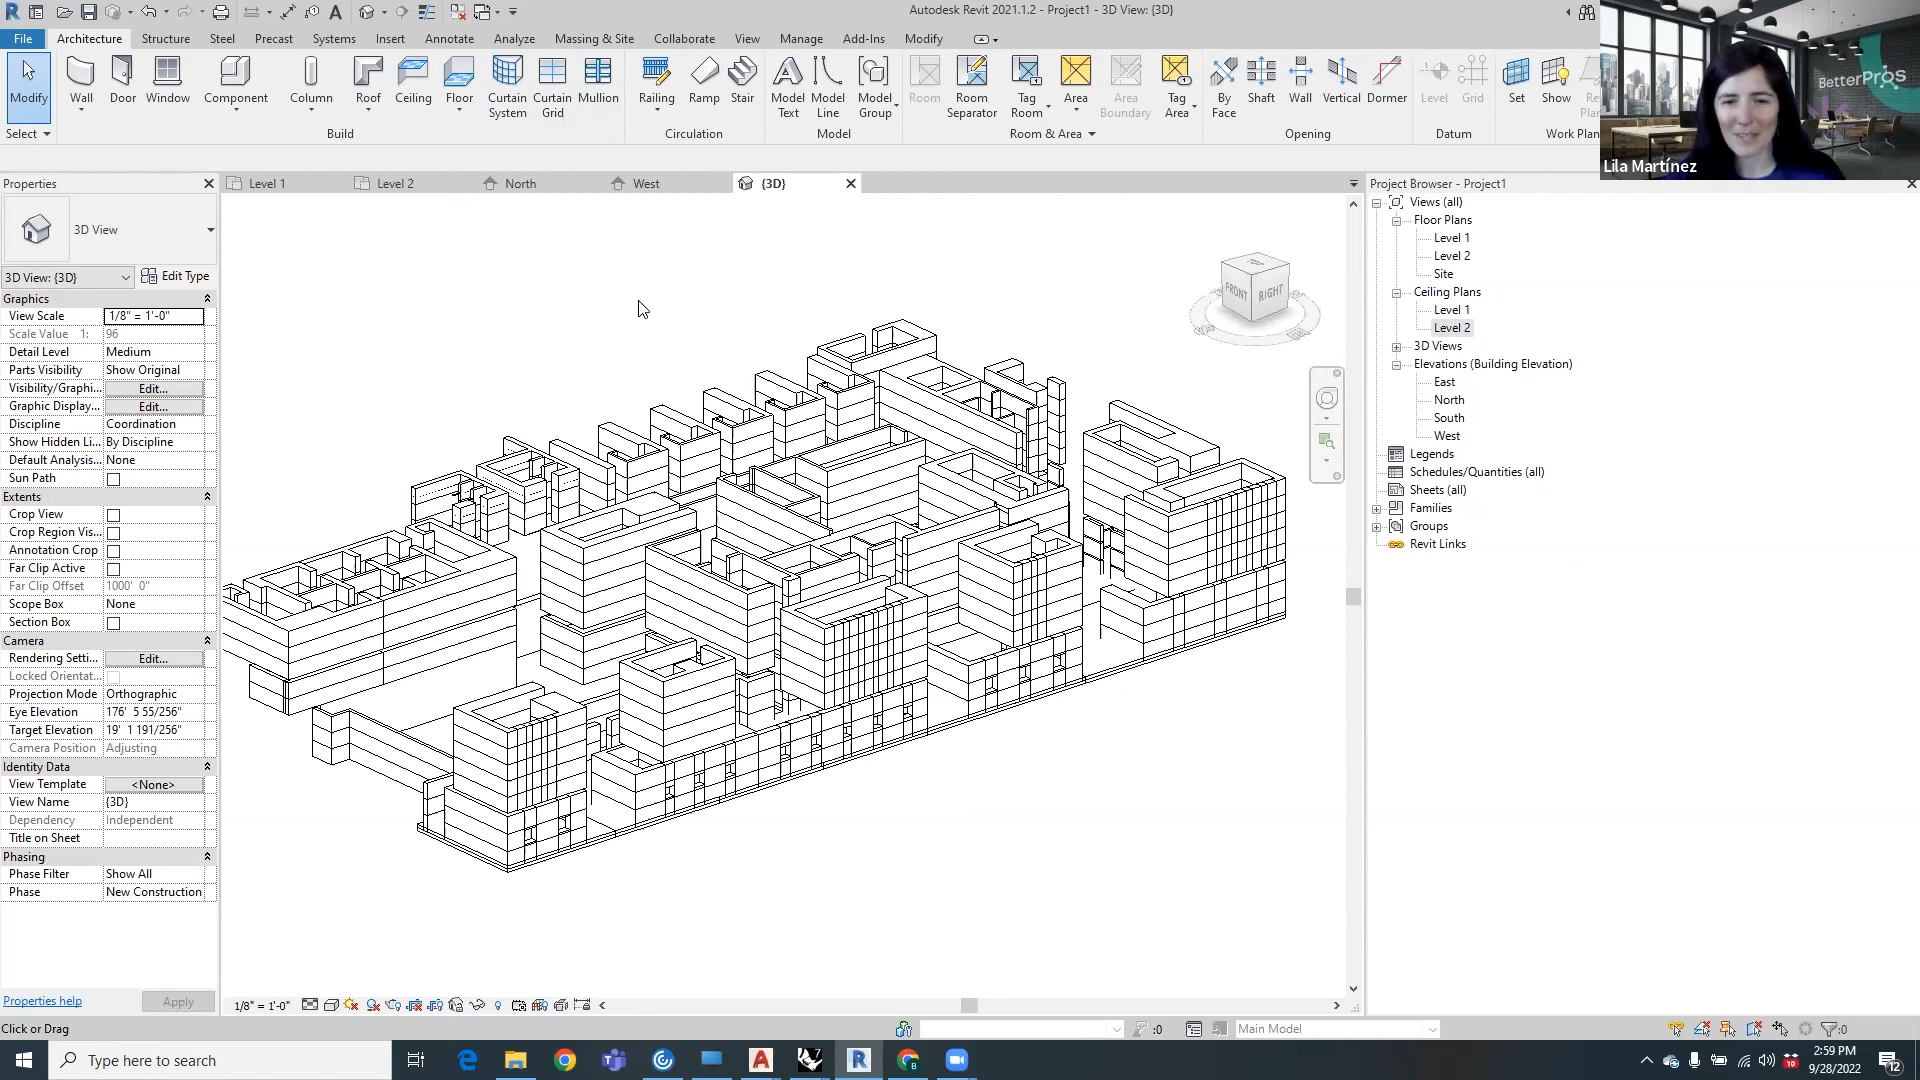 Autodesk Revit 2021.1.2 - Project1 - 3D View: {3D}
File Architecture Structure Steel Precast Systems Insert Annotate Analyze Massing & Site Collaborate View Manage Add-Ins Modify
Modify
Wall
Door
Window
Component
Column
Roof
Ceiling
Floor
Curtain System
Curtain Grid
Mullion
Railing
Ramp
Stair
Model Text
Model Line
Model Group
Room
Room Separator
Tag Room
Area
Area Boundary
Tag Area
By Face
Shaft
Wall
Vertical
Dormer
Level
Grid
Set
Show
Select
Build
Circulation
Model
Room & Area
Opening
Datum
Work Plan
BetterPros
Lila Martínez
Properties
Level 1
Level 2
North
West
{3D}
Project Browser - Project1
3D View
3D View: {3D}
Edit Type
Graphics
View Scale 1/8" = 1'-0"
Scale Value 1: 96
Detail Level Medium
Parts Visibility Show Original
Visibility/Graphi... Edit...
Graphic Display... Edit...
Discipline Coordination
Show Hidden Li... By Discipline
Default Analysis... None
Sun Path
Extents
Crop View
Crop Region Vis...
Annotation Crop
Far Clip Active
Far Clip Offset 1000' 0"
Scope Box None
Section Box
Camera
Rendering Setti... Edit...
Locked Orientat...
Projection Mode Orthographic
Eye Elevation 176' 5 55/256"
Target Elevation 19' 1 191/256"
Camera Position Adjusting
Identity Data
View Template <None>
View Name {3D}
Dependency Independent
Title on Sheet
Phasing
Phase Filter Show All
Phase New Construction
Properties help
Apply
FRONT
RIGHT
Views (all)
Floor Plans
Level 1
Level 2
Site
Ceiling Plans
Level 1
Level 2
3D Views
Elevations (Building Elevation)
East
North
South
West
Legends
Schedules/Quantities (all)
Sheets (all)
Families
Groups
Revit Links
1/8" = 1'-0"
Click or Drag
:0
Main Model
:0
Type here to search
2:59 PM
9/28/2022
12